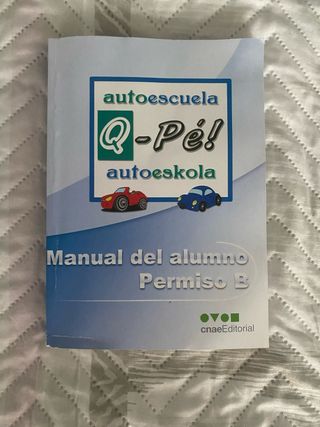 autoescuela
Q-Pé!
autoeskola
Manual del alumno
Permiso B
cnaeEditorial